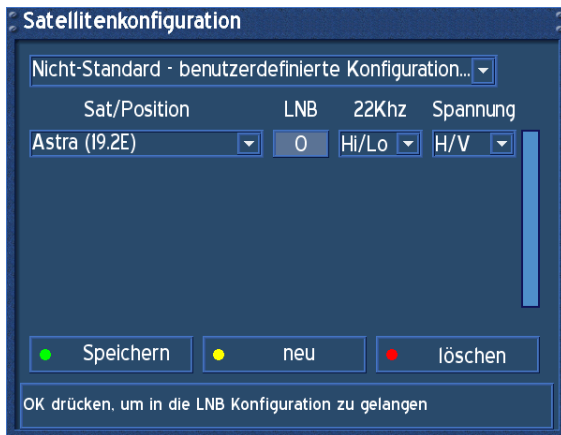 Satellitenkonfiguration
Nicht-Standard - benutzerdefinierte Konfiguration...
Sat/Position LNB 22Khz Spannung
Astra (19.2E) 0 Hi/Lo H/V
Speichern neu löschen
OK drücken, um in die LNB Konfiguration zu gelangen